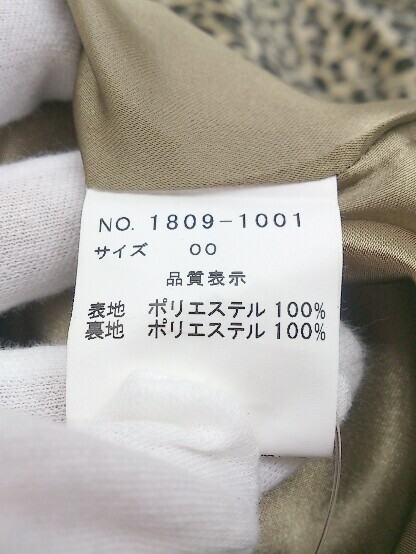 NO. 1809-1001
サイズ 00
品質表示
表地 ポリエステル 100%
裏地 ポリエステル 100%